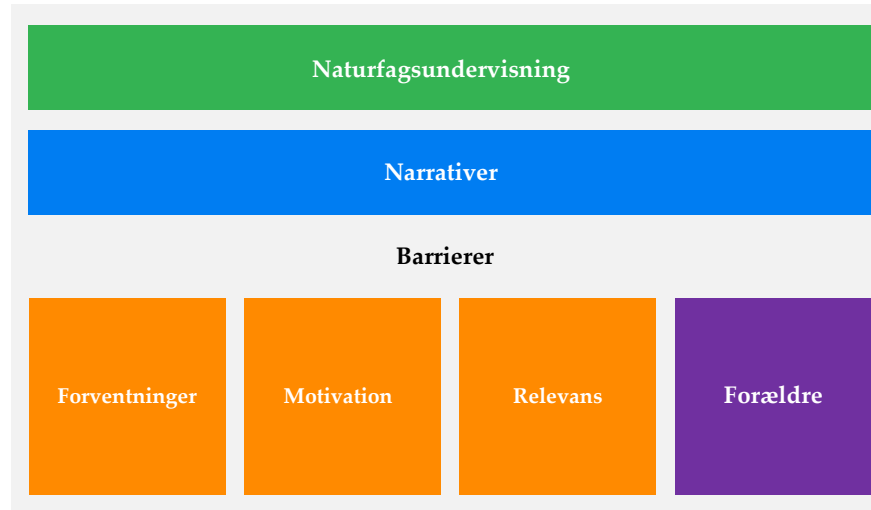 Naturfagsundervisning
Narrativer
Barrierer
Forventninger
Motivation
Relevans
Forældre